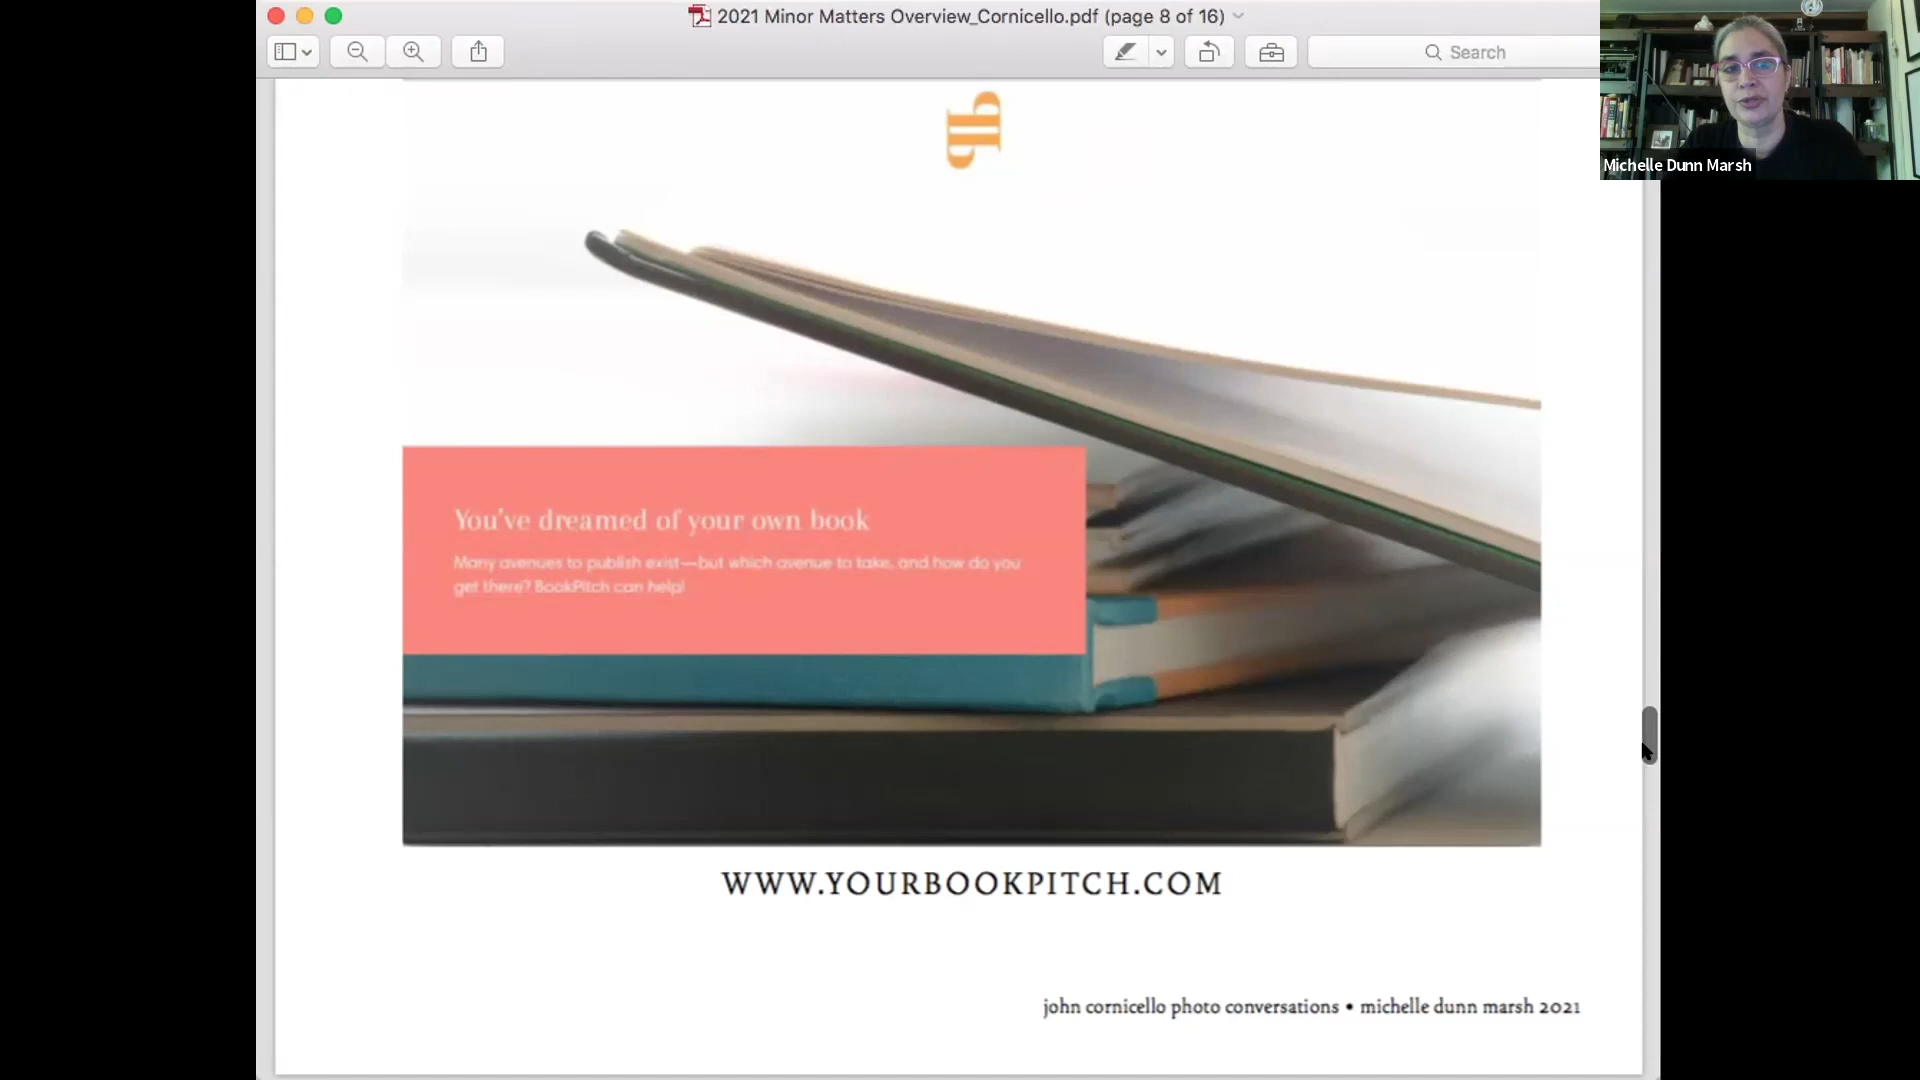 2021 Minor Matters Overview_Cornicello.pdf (page 8 of 16)
Search
Michelle Dunn Marsh
You've dreamed of your own book
Many avenues to publish exist—but which avenue to take, and how do you
get there? BookPitch can help!
WWW.YOURBOOKPITCH.COM
john cornicello photo conversations • michelle dunn marsh 2021